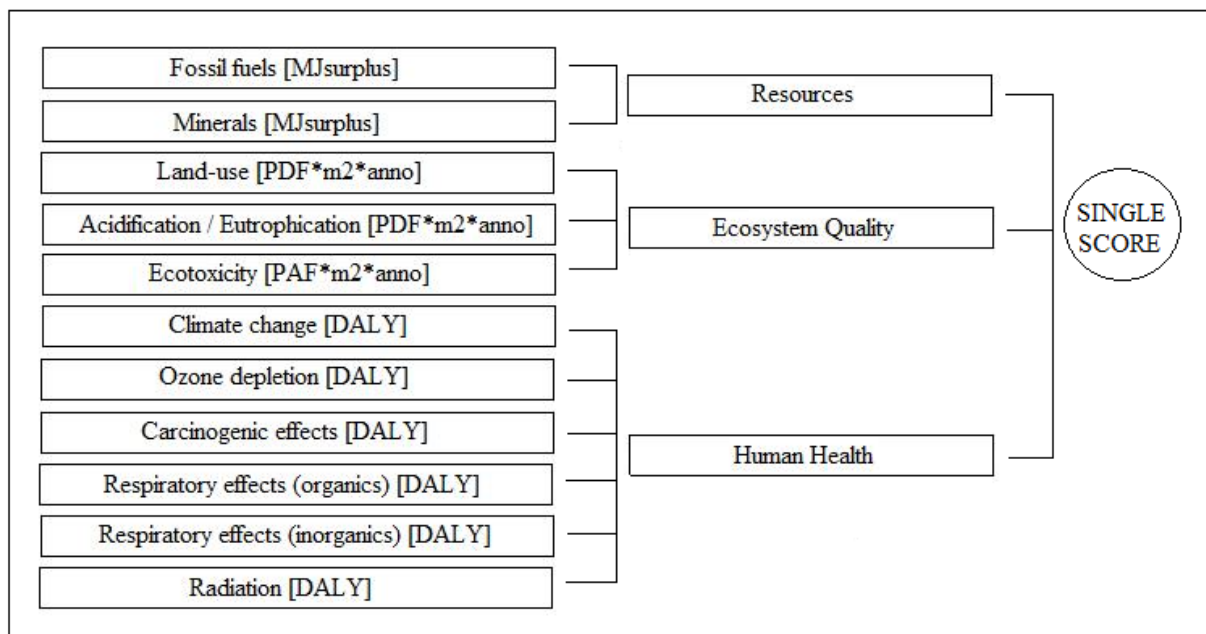 Fossil fuels [MJsurplus]
Minerals [MJsurplus]
Land-use [PDF*m2*anno]
Acidification / Eutrophication [PDF*m2*anno]
Ecotoxicity [PAF*m2*anno]
Climate change [DALY]
Ozone depletion [DALY]
Carcinogenic effects [DALY]
Respiratory effects (organics) [DALY]
Respiratory effects (inorganics) [DALY]
Radiation [DALY]
Resources
Ecosystem Quality
Human Health
SINGLE
SCORE